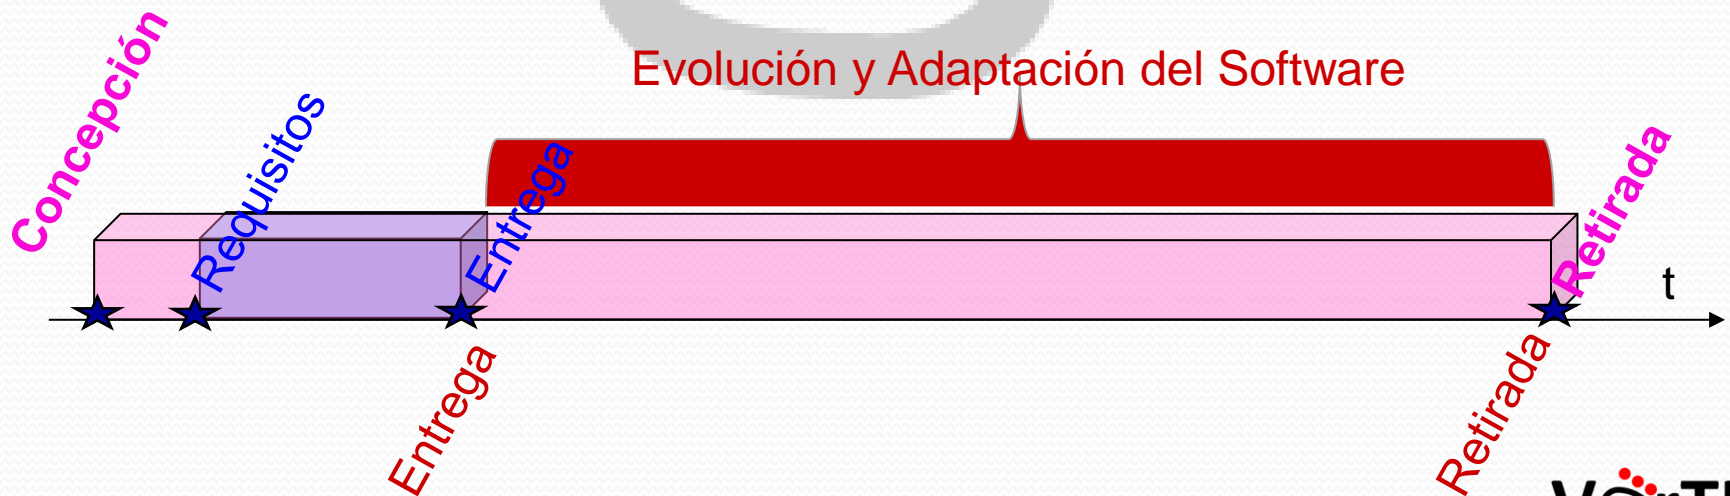 Concepción
Requisitos
Evolución y Adaptación del Software
Entrega
Retirada
t
Entrega
Retirada